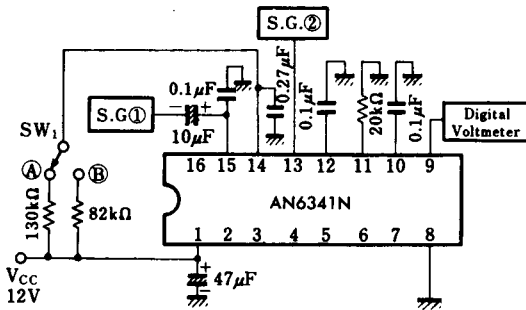 S.G.②
0.1μF
S.G① − + 0.27μF
0.1μF 20kΩ 0.1μF
10μF
Digital
Voltmeter
SW₁
Ⓐ Ⓑ
16 15 14 13 12 11 10 9
130kΩ 82kΩ
AN6341N
1 2 3 4 5 6 7 8
VCC
12V
+
47μF
−